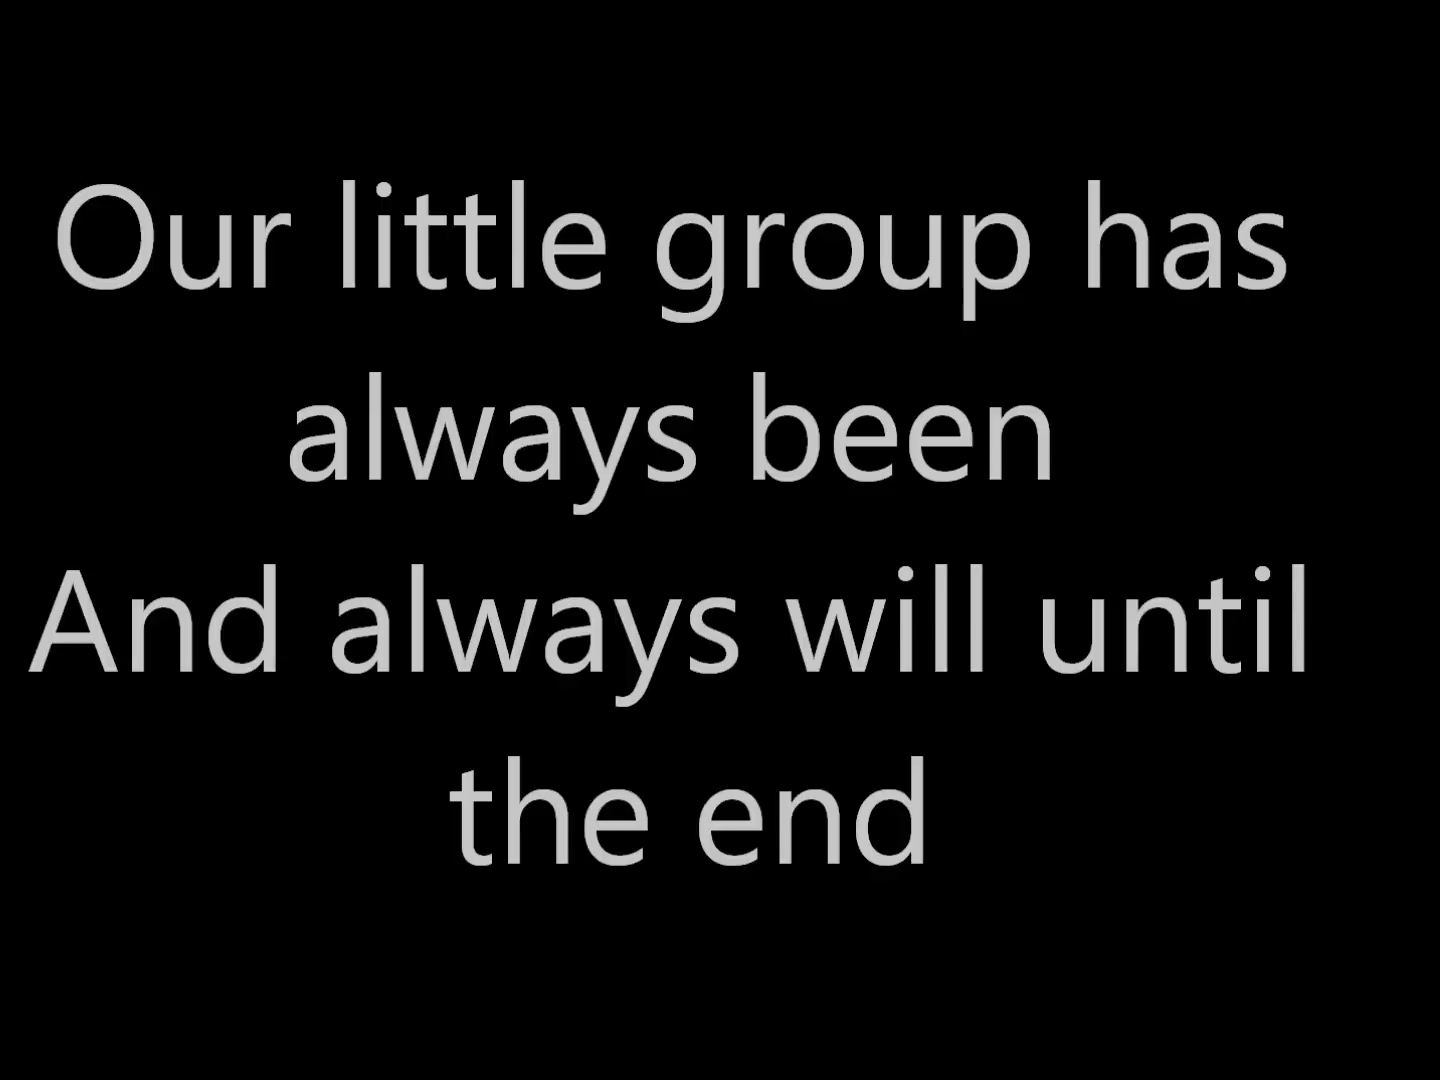 Our little group has
always been
And always will until
the end